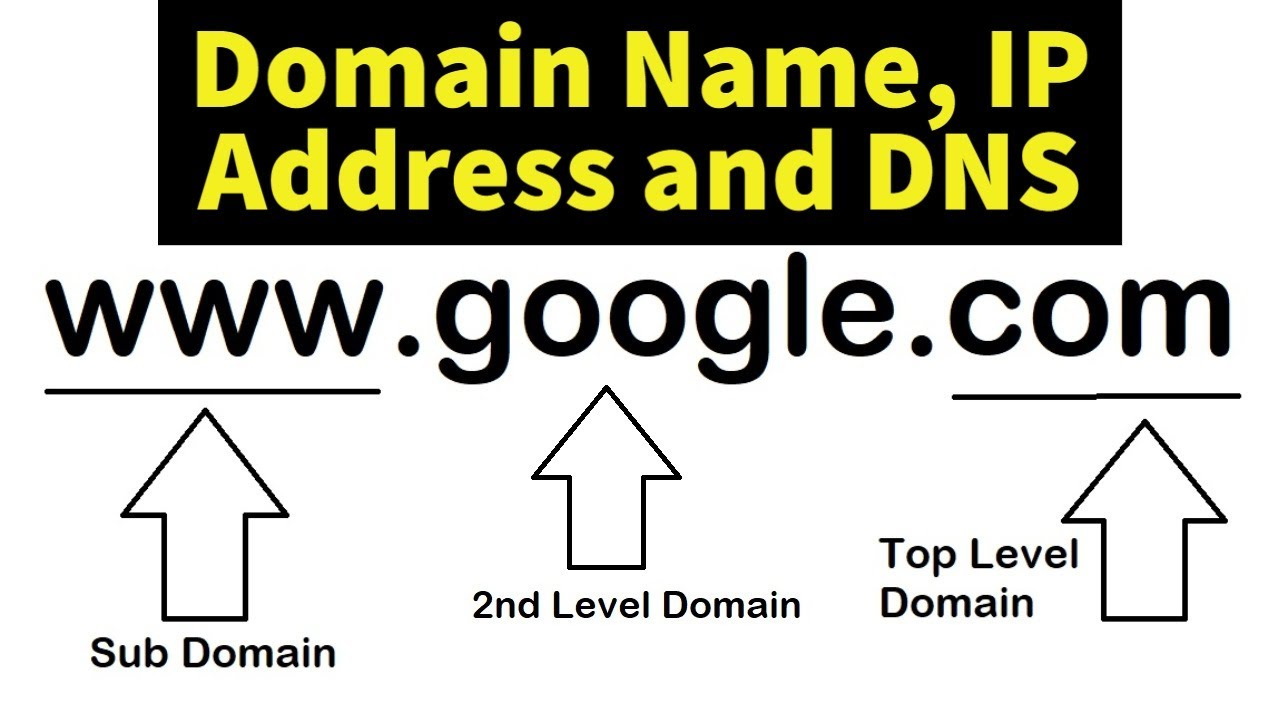 Domain Name, IP
Address and DNS
www.google.com
Sub Domain
2nd Level Domain
Top Level
Domain